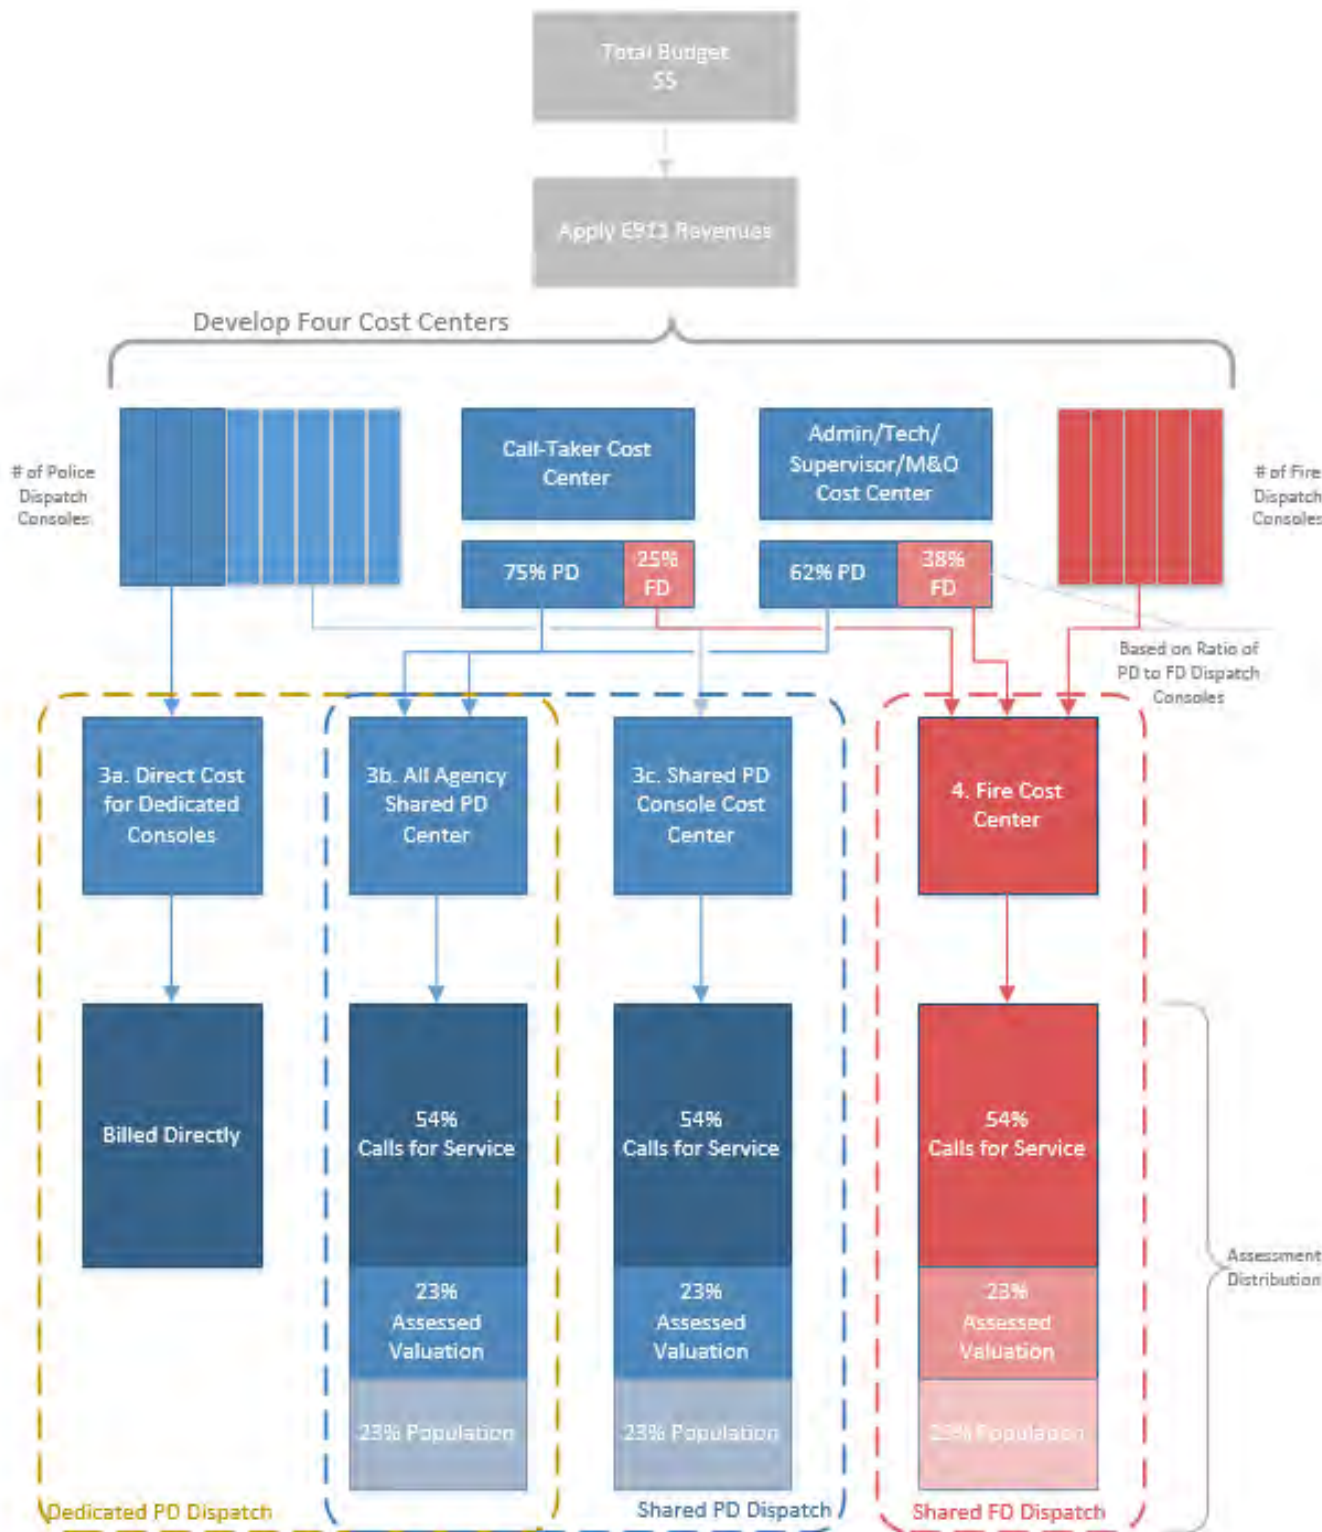 Total Budget
$$
Apply E911 Revenues
Develop Four Cost Centers
# of Police
Dispatch
Consoles
Call-Taker Cost
Center
Admin/Tech/
Supervisor/M&O
Cost Center
# of Fire
Dispatch
Consoles
75% PD
25%
FD
62% PD
38%
FD
Based on Ratio of
PD to FD Dispatch
Consoles
3a. Direct Cost
for Dedicated
Consoles
3b. All Agency
Shared PD
Center
3c. Shared PD
Console Cost
Center
4. Fire Cost
Center
Billed Directly
54%
Calls for Service
54%
Calls for Service
54%
Calls for Service
23%
Assessed
Valuation
23%
Assessed
Valuation
23%
Assessed
Valuation
Assessment
Distribution
23% Population
23% Population
23% Population
Dedicated PD Dispatch
Shared PD Dispatch
Shared FD Dispatch